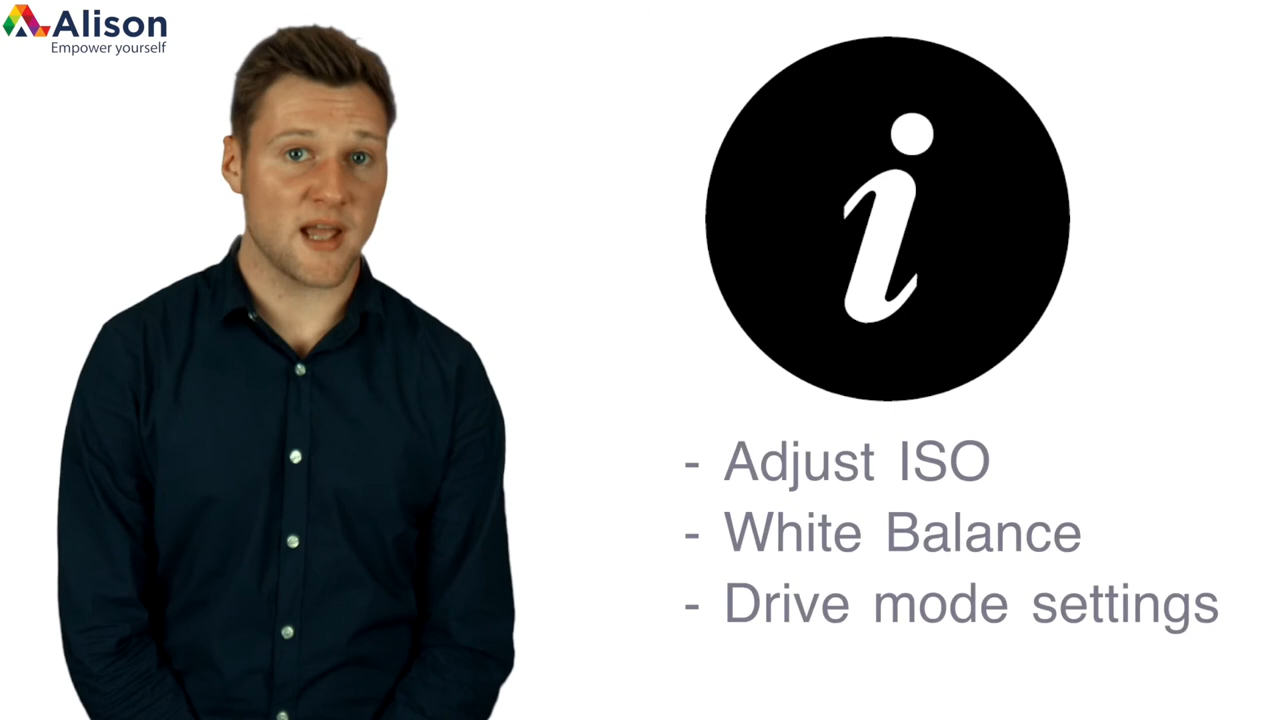 Alison
Empower yourself
i
- Adjust ISO
- White Balance
- Drive mode settings